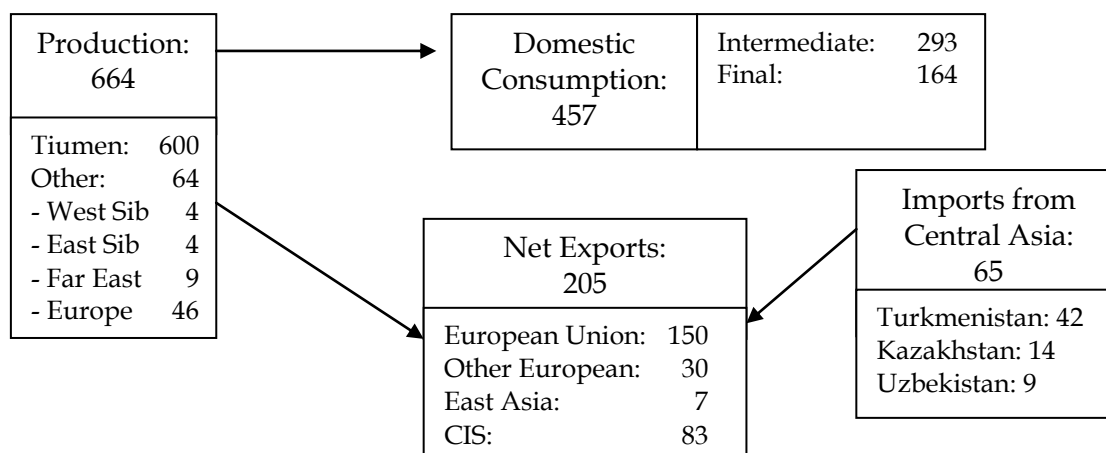 Production:
664
Tiumen: 600
Other: 64
- West Sib 4
- East Sib 4
- Far East 9
- Europe 46
Domestic
Consumption:
457
Intermediate: 293
Final: 164
Net Exports:
205
European Union: 150
Other European: 30
East Asia: 7
CIS: 83
Imports from
Central Asia:
65
Turkmenistan: 42
Kazakhstan: 14
Uzbekistan: 9